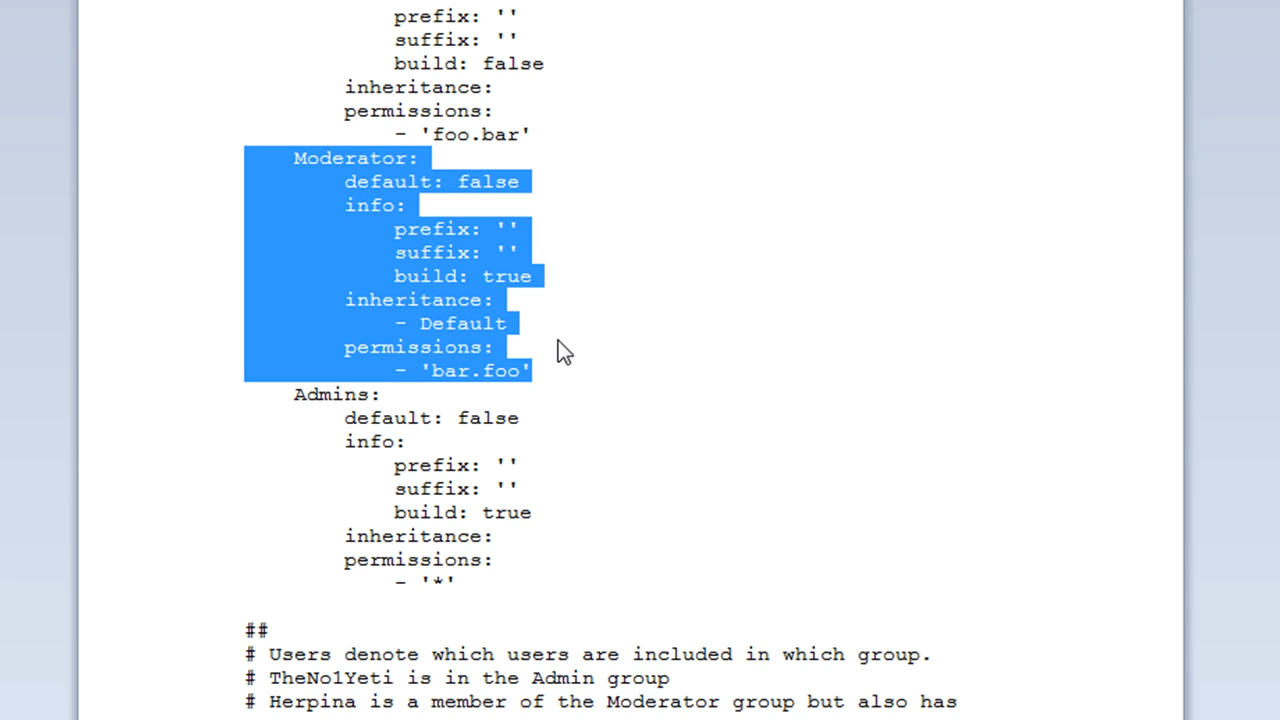 prefix: ''
suffix: ''
build: false
inheritance:
permissions:
- 'foo.bar'
Moderator:
default: false
info:
prefix: ''
suffix: ''
build: true
inheritance:
- Default
permissions:
- 'bar.foo'
Admins:
default: false
info:
prefix: ''
suffix: ''
build: true
inheritance:
permissions:
- '*'
##
# Users denote which users are included in which group.
# TheNo1Yeti is in the Admin group
# Herpina is a member of the Moderator group but also has